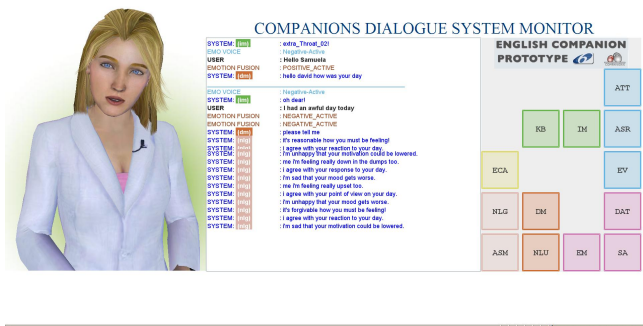 COMPANIONS DIALOGUE SYSTEM MONITOR
SYSTEM: (im) : extra_Throat_02!
EMO VOICE : Negative-Active
USER : Hello Samuela
EMOTION FUSION : POSITIVE_ACTIVE
SYSTEM: (dm) : hello david how was your day
EMO VOICE : Negative-Active
SYSTEM: (im) : oh dear!
USER : I had an awful day today
EMOTION FUSION : NEGATIVE_ACTIVE
EMOTION FUSION : NEGATIVE_ACTIVE
SYSTEM: (dm) : please tell me
SYSTEM: (nlg) : it's reasonable how you must be feeling!
SYSTEM: (nlg) : i agree with your reaction to your day.
SYSTEM: (nlg) : i'm unhappy that your motivation could be lowered.
SYSTEM: (nlg) : me i'm feeling really down in the dumps too.
SYSTEM: (nlg) : i agree with your response to your day.
SYSTEM: (nlg) : i'm sad that your mood gets worse.
SYSTEM: (nlg) : me i'm feeling really upset too.
SYSTEM: (nlg) : i agree with your point of view on your day.
SYSTEM: (nlg) : i'm unhappy that your mood gets worse.
SYSTEM: (nlg) : it's forgivable how you must be feeling!
SYSTEM: (nlg) : i agree with your reaction to your day.
SYSTEM: (nlg) : i'm sad that your motivation could be lowered.
ENGLISH COMPANION
PROTOTYPE
ATT
KB IM ASR
ECA EV
NLG DM DAT
ASM NLU EM SA